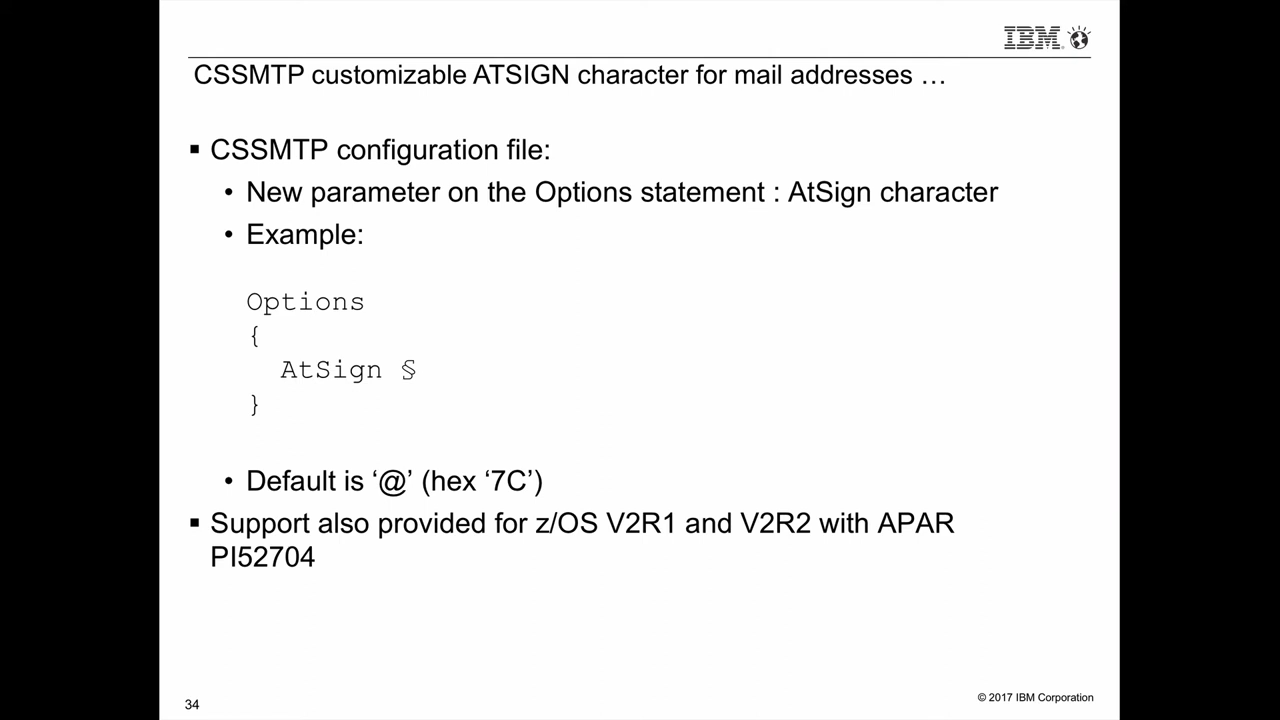 IBM
CSSMTP customizable ATSIGN character for mail addresses …
▪ CSSMTP configuration file:
• New parameter on the Options statement : AtSign character
• Example:
Options
{
AtSign §
}
• Default is ‘@’ (hex ‘7C’)
▪ Support also provided for z/OS V2R1 and V2R2 with APAR
PI52704
34
© 2017 IBM Corporation